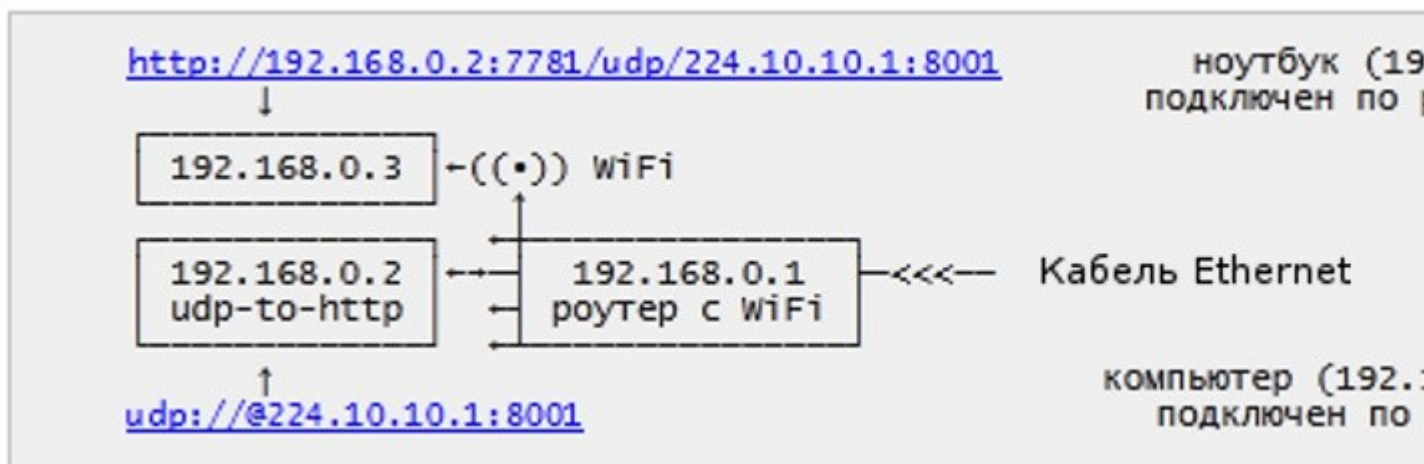 http://192.168.0.2:7781/udp/224.10.10.1:8001
ноутбук (19
подключен по
192.168.0.3
((•)) WiFi
192.168.0.2
udp-to-http
192.168.0.1
роутер с WiFi
<<<
Кабель Ethernet
компьютер (192.
подключен по
udp://@224.10.10.1:8001